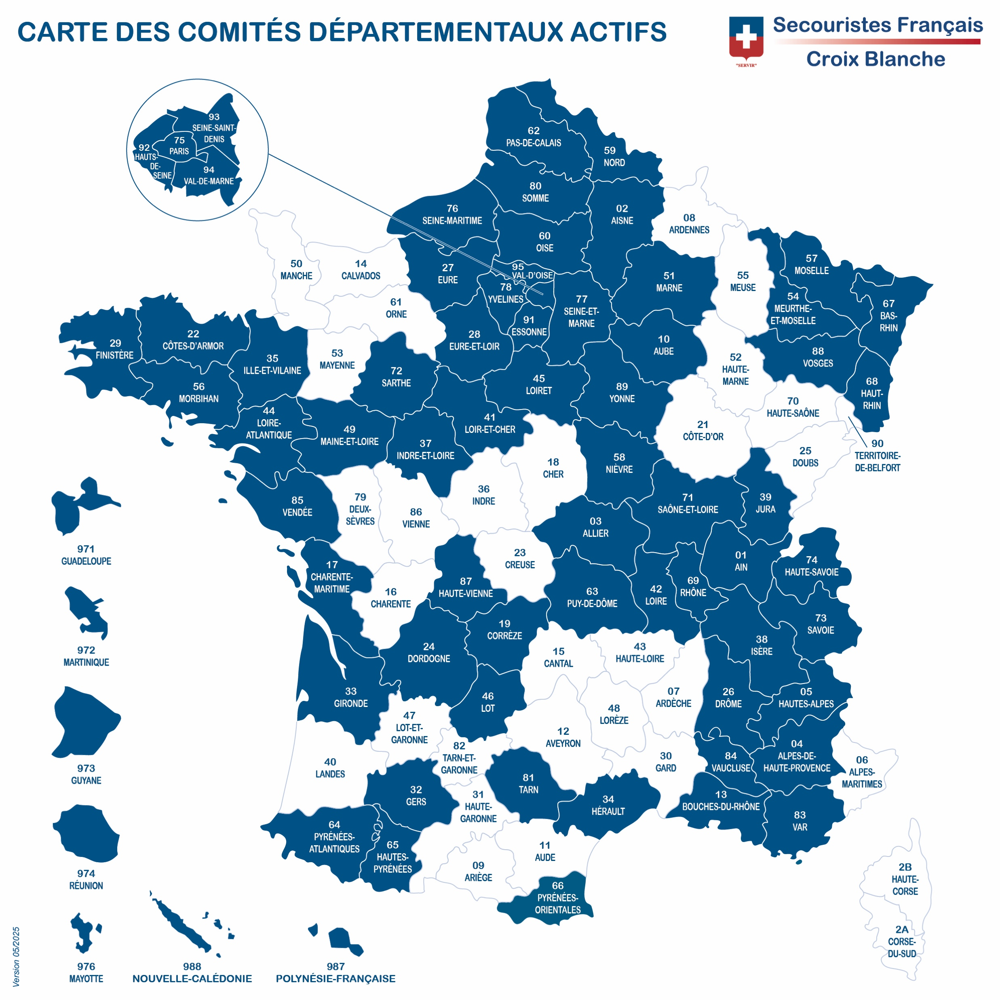 CARTE DES COMITÉS DÉPARTEMENTAUX ACTIFS
Secouristes Français
Croix Blanche
"SERVIR"
93
SEINE-SAINT-
DENIS
75
PARIS
92
HAUTS-
DE-
SEINE
94
VAL-DE-MARNE
62
PAS-DE-CALAIS
59
NORD
80
SOMME
76
SEINE-MARITIME
02
AISNE
08
ARDENNES
60
OISE
50
MANCHE
14
CALVADOS
27
EURE
95
VAL-D'OISE
78
YVELINES
51
MARNE
55
MEUSE
57
MOSELLE
54
MEURTHE-
ET-MOSELLE
67
BAS-
RHIN
61
ORNE
77
SEINE-ET-
MARNE
91
ESSONNE
29
FINISTÈRE
22
CÔTES-D'ARMOR
35
ILLE-ET-VILAINE
53
MAYENNE
72
SARTHE
28
EURE-ET-LOIR
10
AUBE
52
HAUTE-
MARNE
88
VOSGES
68
HAUT-
RHIN
56
MORBIHAN
45
LOIRET
89
YONNE
70
HAUTE-SAÔNE
44
LOIRE-
ATLANTIQUE
49
MAINE-ET-LOIRE
41
LOIR-ET-CHER
37
INDRE-ET-LOIRE
21
CÔTE-D'OR
25
DOUBS
90
TERRITOIRE-
DE-BELFORT
18
CHER
58
NIÈVRE
36
INDRE
85
VENDÉE
79
DEUX-
SÈVRES
86
VIENNE
71
SAÔNE-ET-LOIRE
39
JURA
03
ALLIER
971
GUADELOUPE
23
CREUSE
01
AIN
74
HAUTE-SAVOIE
17
CHARENTE-
MARITIME
16
CHARENTE
87
HAUTE-VIENNE
63
PUY-DE-DÔME
42
LOIRE
69
RHÔNE
73
SAVOIE
19
CORRÈZE
38
ISÈRE
972
MARTINIQUE
24
DORDOGNE
15
CANTAL
43
HAUTE-LOIRE
33
GIRONDE
46
LOT
48
LORÈZE
07
ARDÈCHE
26
DRÔME
05
HAUTES-ALPES
47
LOT-ET-
GARONNE
12
AVEYRON
82
TARN-ET-
GARONNE
30
GARD
84
VAUCLUSE
04
ALPES-DE-
HAUTE-PROVENCE
06
ALPES-
MARITIMES
973
GUYANE
40
LANDES
32
GERS
31
HAUTE-
GARONNE
81
TARN
34
HÉRAULT
13
BOUCHES-DU-RHÔNE
83
VAR
64
PYRÉNÉES-
ATLANTIQUES
65
HAUTES-
PYRÉNÉES
09
ARIÈGE
11
AUDE
66
PYRÉNÉES-
ORIENTALES
2B
HAUTE-
CORSE
2A
CORSE-
DU-SUD
974
RÉUNION
976
MAYOTTE
988
NOUVELLE-CALÉDONIE
987
POLYNÉSIE-FRANÇAISE
Version 05/2025